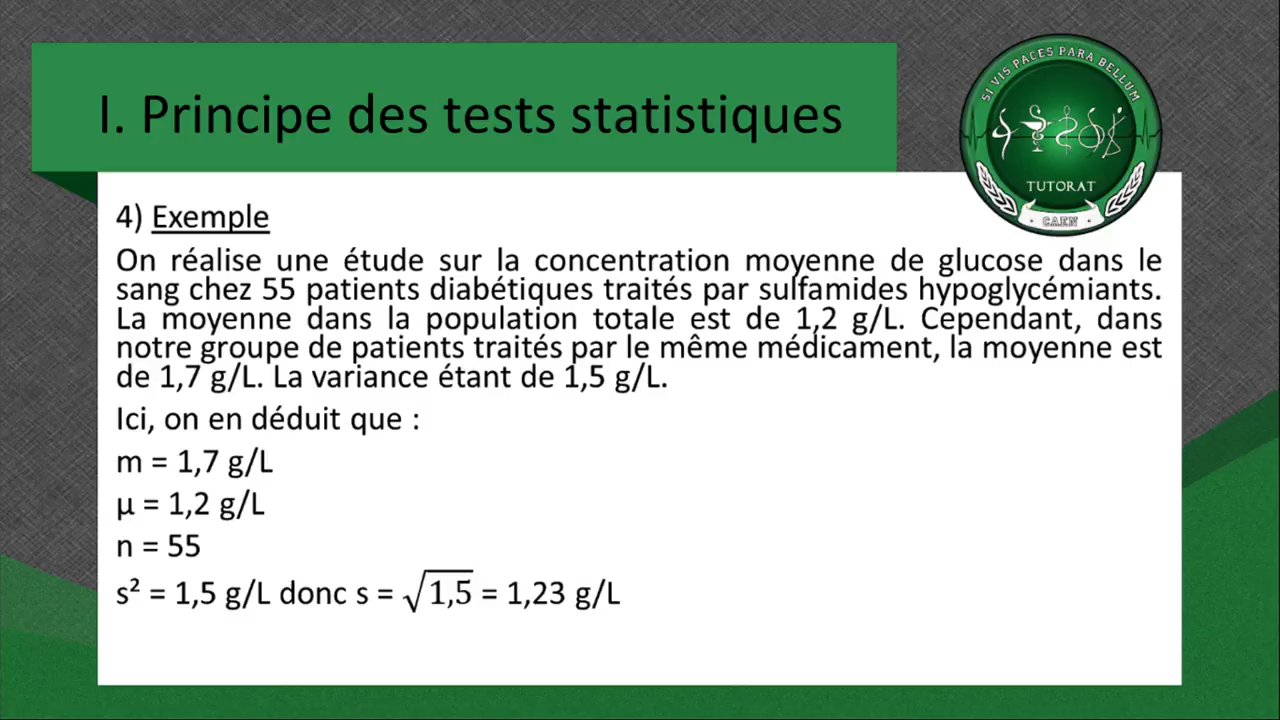 I. Principe des tests statistiques
SI VIS PACES PARA BELLUM
TUTORAT
CAEN
4) Exemple
On réalise une étude sur la concentration moyenne de glucose dans le
sang chez 55 patients diabétiques traités par sulfamides hypoglycémiants.
La moyenne dans la population totale est de 1,2 g/L. Cependant, dans
notre groupe de patients traités par le même médicament, la moyenne est
de 1,7 g/L. La variance étant de 1,5 g/L.
Ici, on en déduit que :
m = 1,7 g/L
μ = 1,2 g/L
n = 55
s² = 1,5 g/L donc s = √1,5 = 1,23 g/L